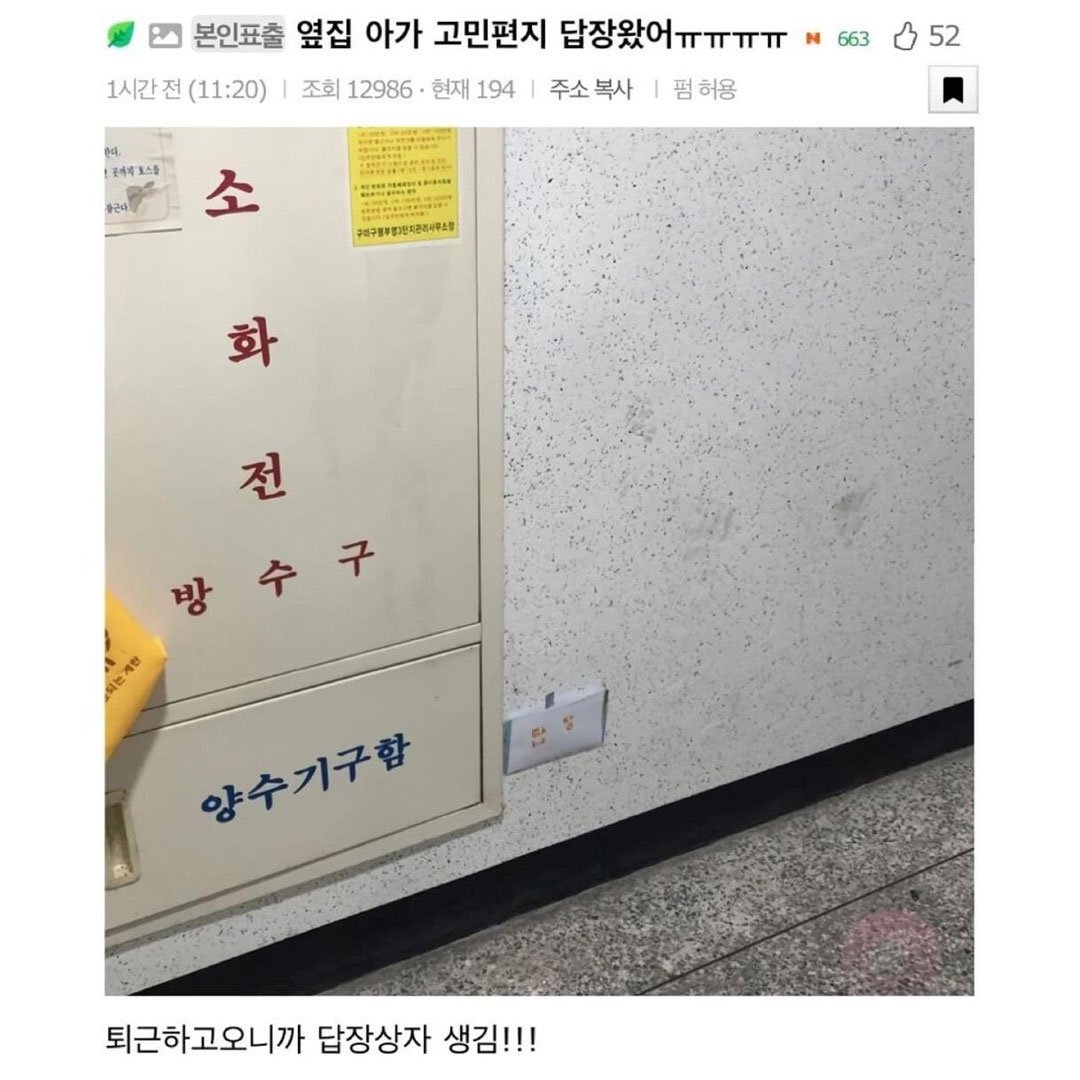 본인표출 옆집 아가 고민편지 답장왔어ㅠㅠㅠㅠ N 663 52
1시간 전 (11:20) | 조회 12986 · 현재 194 | 주소 복사 | 펌 허용
소
화
전
방 수 구
양수기구함
구미구평부영3단지관리사무소장
답장
퇴근하고오니까 답장상자 생김!!!